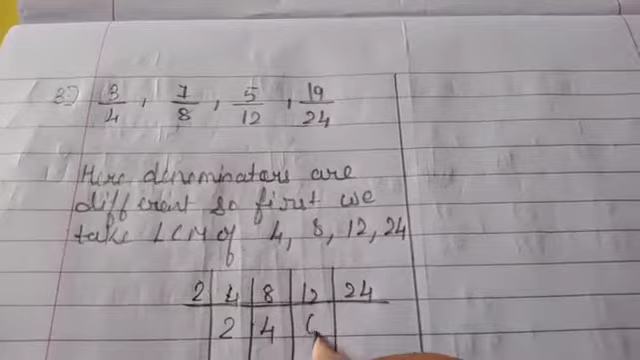 3) 3/4 , 7/8 , 5/12 , 19/24
Here denominators are
different so first we
take LCM of 4, 8, 12, 24
2 | 4 | 8 | 12 | 24
2 | 4 | 6